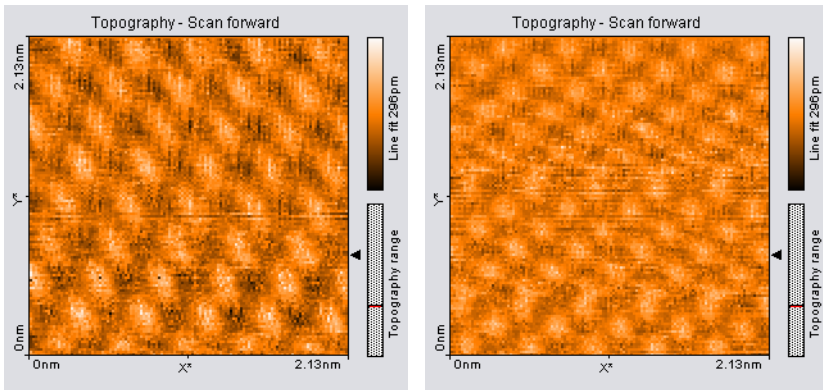 Topography - Scan forward
2.13nm
Y*
0nm
0nm
X*
2.13nm
Line fit 296pm
Topography range
Topography - Scan forward
2.13nm
Y*
0nm
0nm
X*
2.13nm
Line fit 296pm
Topography range